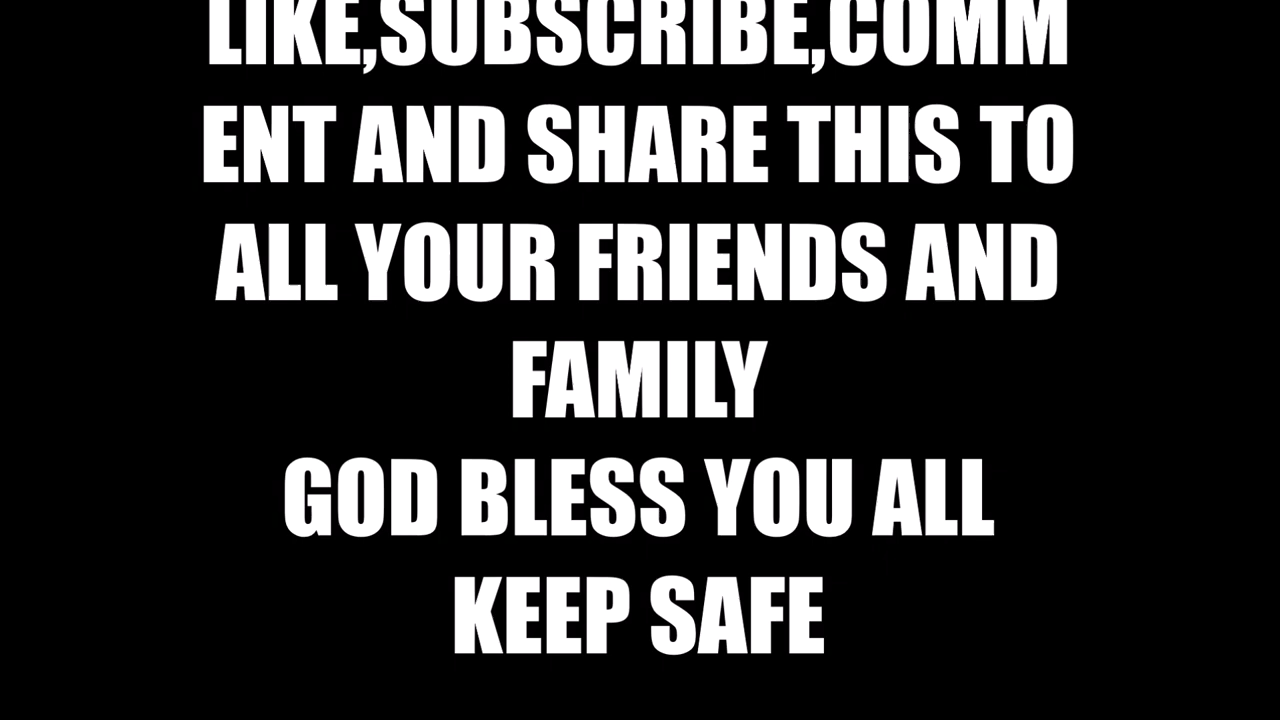 LIKE,SUBSCRIBE,COMM
ENT AND SHARE THIS TO
ALL YOUR FRIENDS AND
FAMILY
GOD BLESS YOU ALL
KEEP SAFE